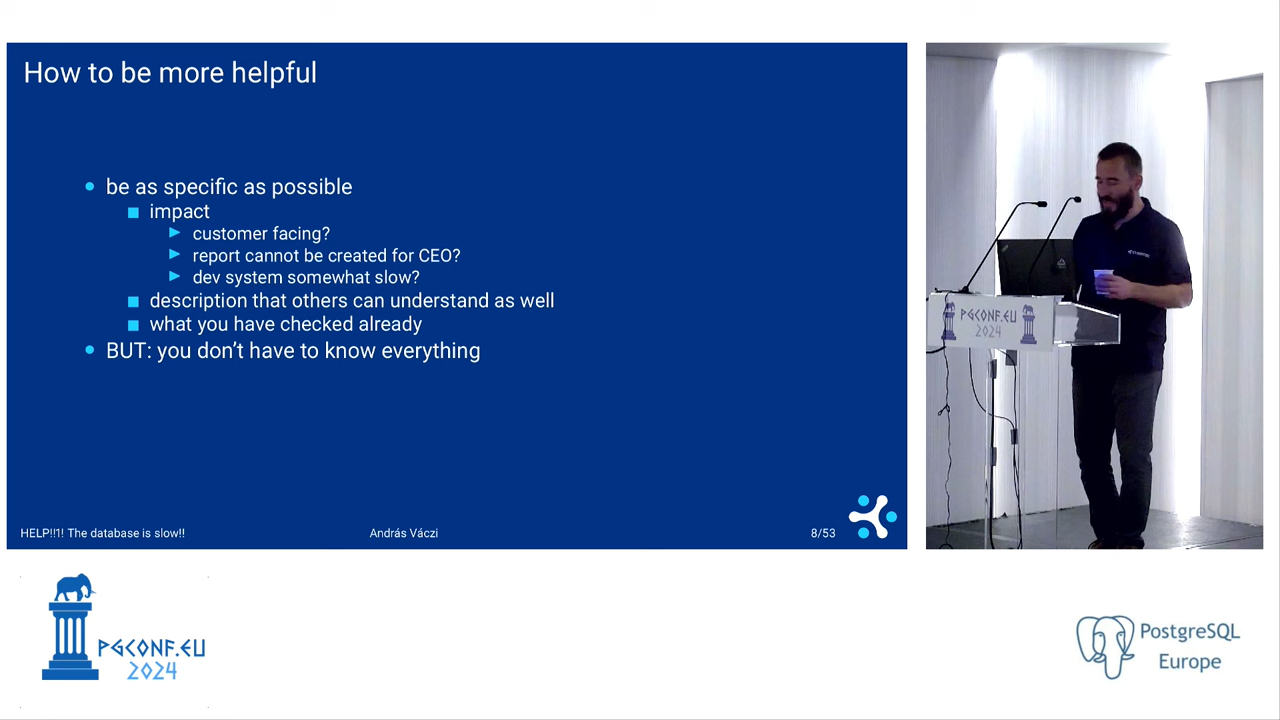 How to be more helpful
be as specific as possible
impact
customer facing?
report cannot be created for CEO?
dev system somewhat slow?
description that others can understand as well
what you have checked already
BUT: you don’t have to know everything
HELP!!1! The database is slow!!
András Váczi
8/53
PGCONF.EU
2024
PGCONF.EU
2024
PostgreSQL
Europe